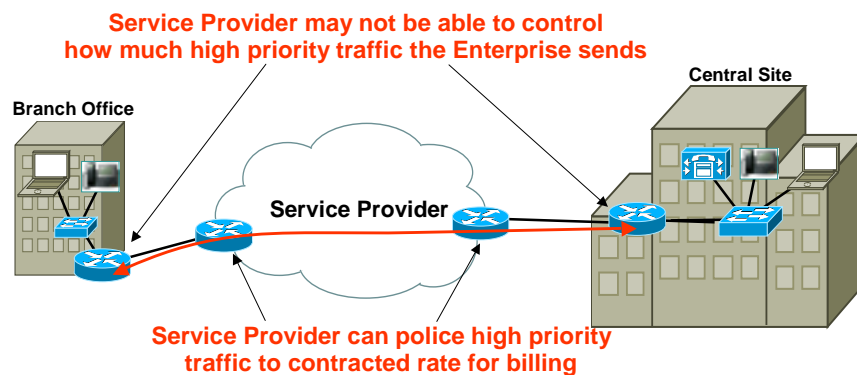 Service Provider may not be able to control
how much high priority traffic the Enterprise sends
Central Site
Branch Office
Service Provider
Service Provider can police high priority
traffic to contracted rate for billing